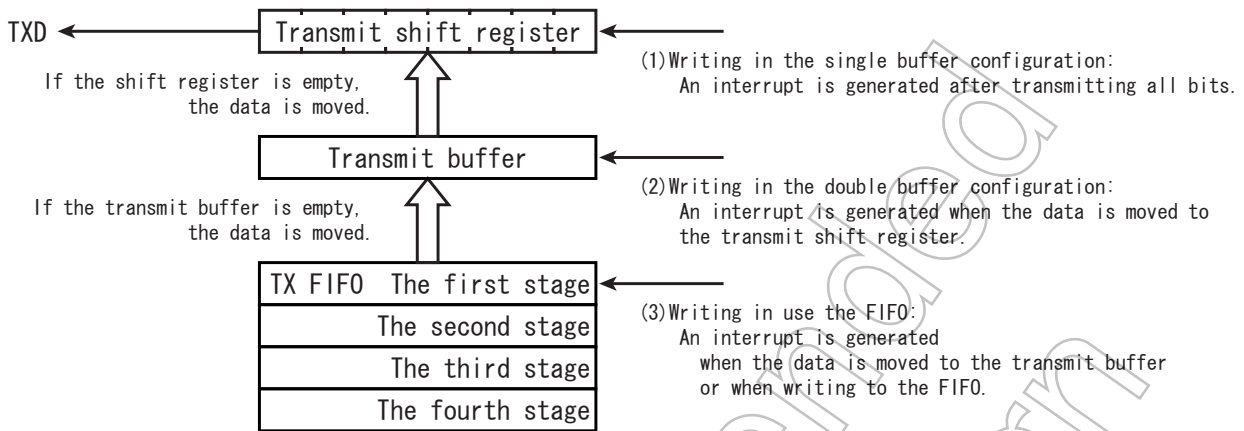 TXD
Transmit shift register
(1)Writing in the single buffer configuration:
An interrupt is generated after transmitting all bits.
If the shift register is empty,
the data is moved.
Transmit buffer
(2)Writing in the double buffer configuration:
An interrupt is generated when the data is moved to
the transmit shift register.
If the transmit buffer is empty,
the data is moved.
TX FIFO The first stage
The second stage
The third stage
The fourth stage
(3)Writing in use the FIFO:
An interrupt is generated
when the data is moved to the transmit buffer
or when writing to the FIFO.